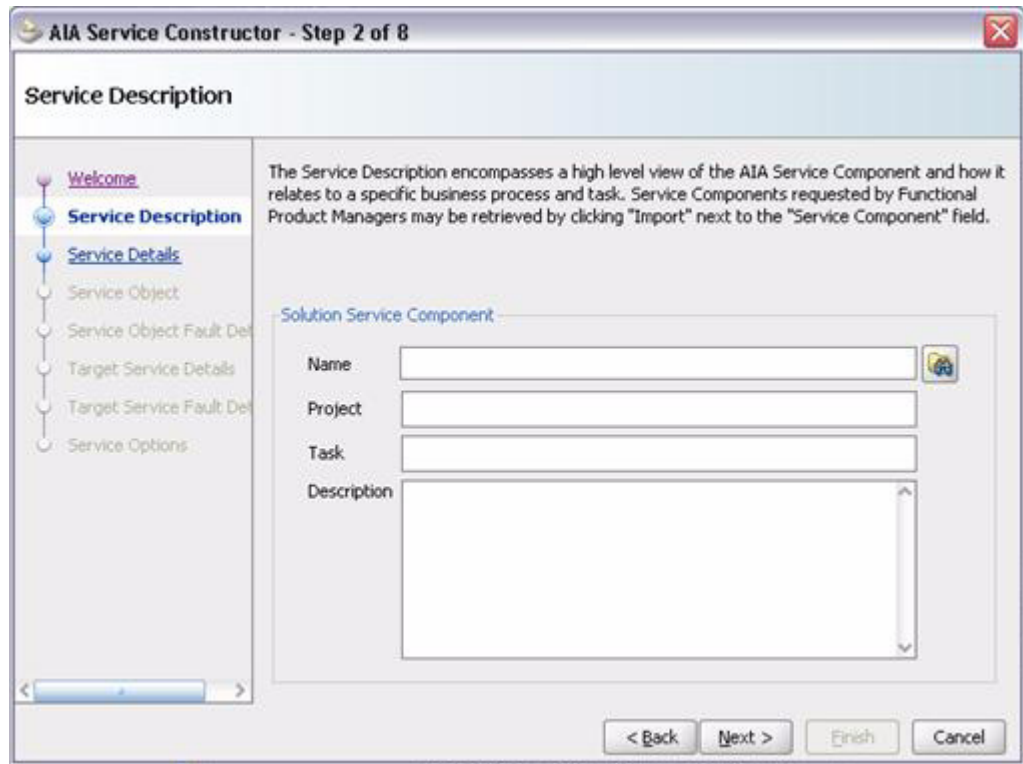 AIA Service Constructor - Step 2 of 8
Service Description
Welcome
Service Description
Service Details
Service Object
Service Object Fault Det
Target Service Details
Target Service Fault Det
Service Options
The Service Description encompasses a high level view of the AIA Service Component and how it
relates to a specific business process and task. Service Components requested by Functional
Product Managers may be retrieved by clicking "Import" next to the "Service Component" field.
Solution Service Component
Name
Project
Task
Description
< Back
Next >
Finish
Cancel